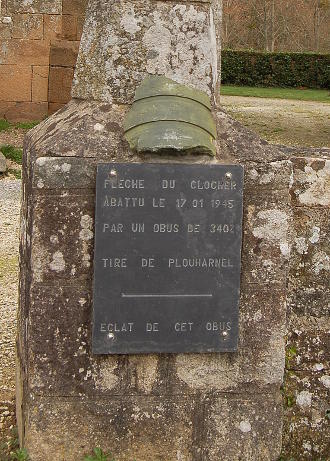 FLECHE DU CLOCHER
ABATTU LE 17 01 1945
PAR UN OBUS DE 340%
TIRE DE PLOUHARNEL
ECLAT DE CET OBUS